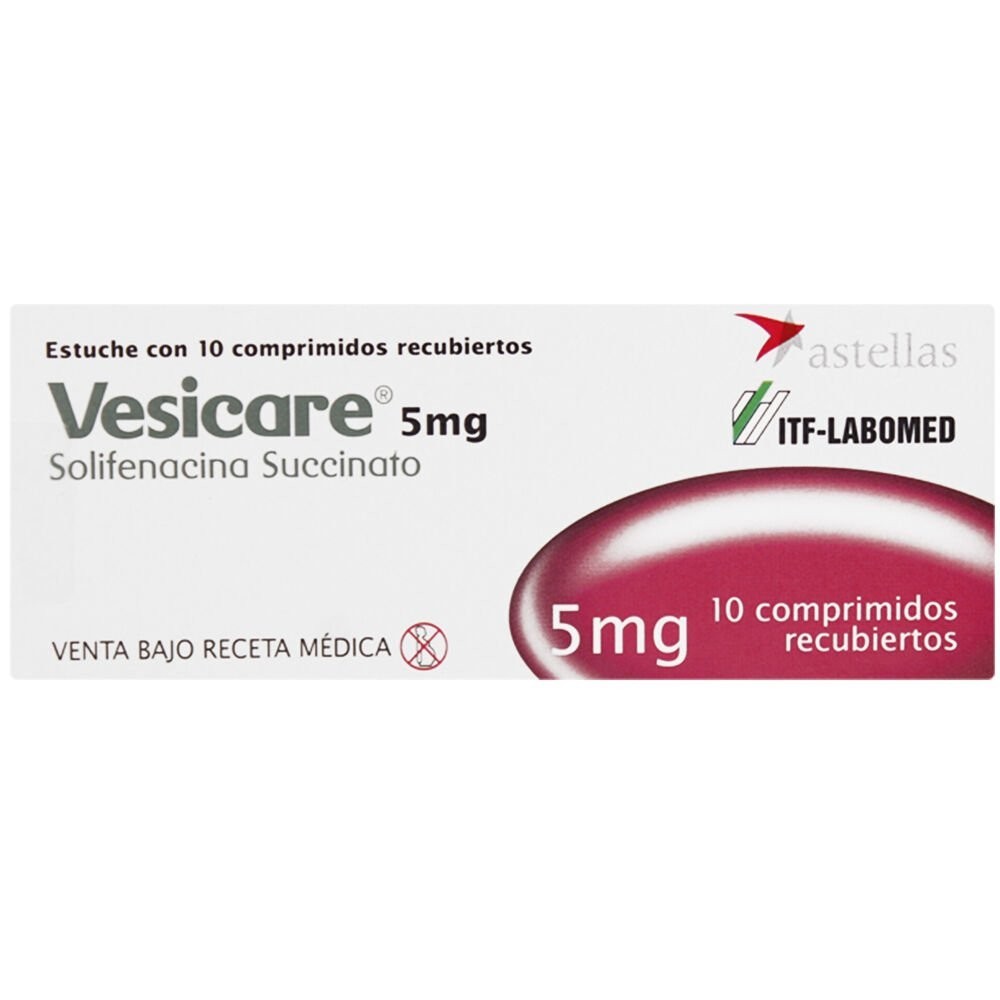 Estuche con 10 comprimidos recubiertos
Vesicare® 5mg
Solifenacina Succinato
VENTA BAJO RECETA MÉDICA
astellas
ITF-LABOMED
5mg
10 comprimidos
recubiertos